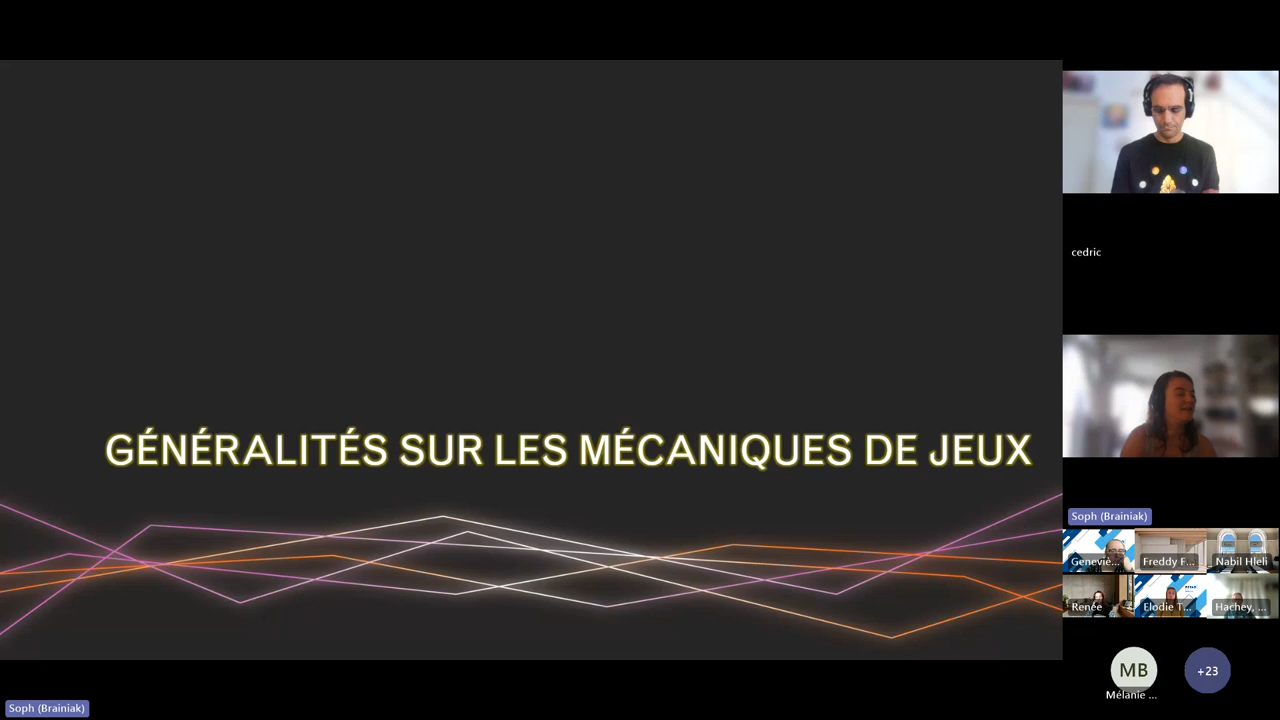 GÉNÉRALITÉS SUR LES MÉCANIQUES DE JEUX
cedric
Soph (Brainiak)
Geneviè...
Freddy F...
Nabil Hleli
Renée
Elodie T...
Hachey, ...
MB
+23
Mélanie ...
Soph (Brainiak)